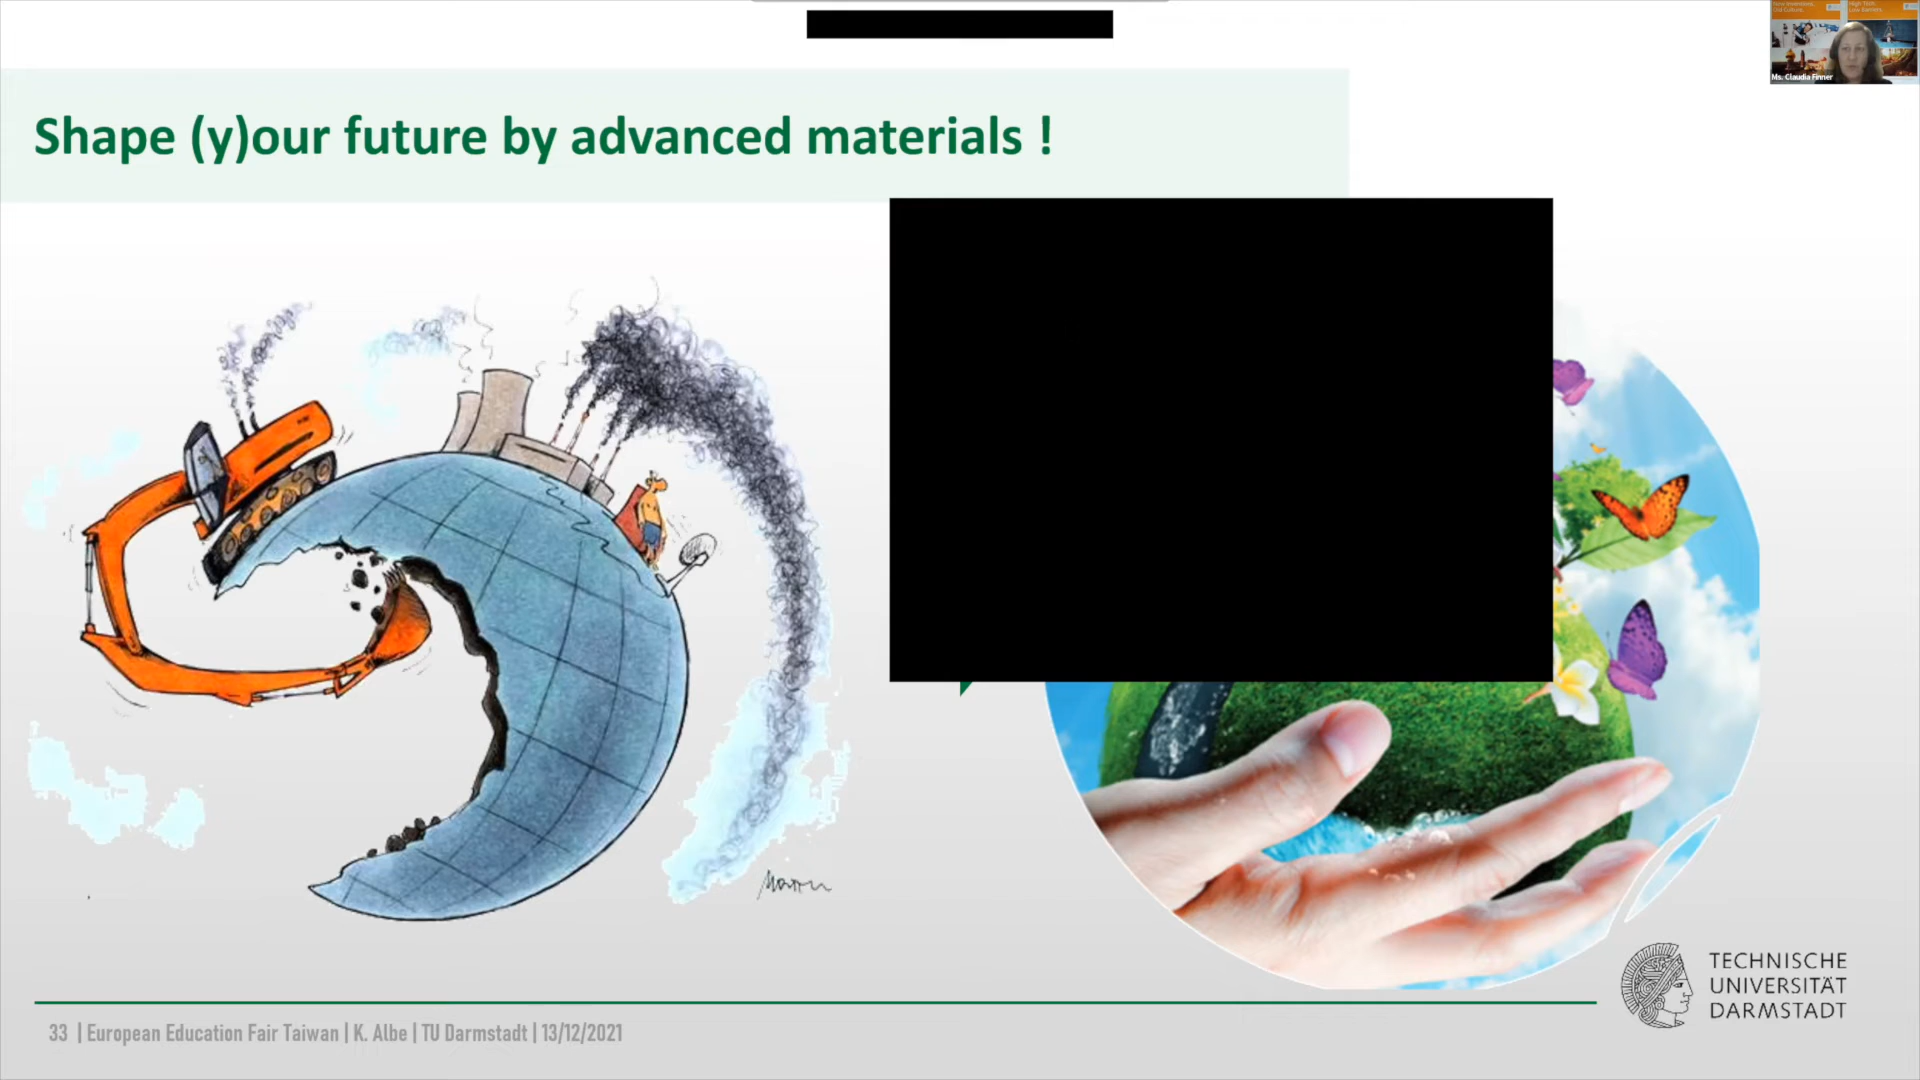 Ms. Claudia Finner
Shape (y)our future by advanced materials !
TECHNISCHE
UNIVERSITÄT
DARMSTADT
33 | European Education Fair Taiwan | K. Albe | TU Darmstadt | 13/12/2021